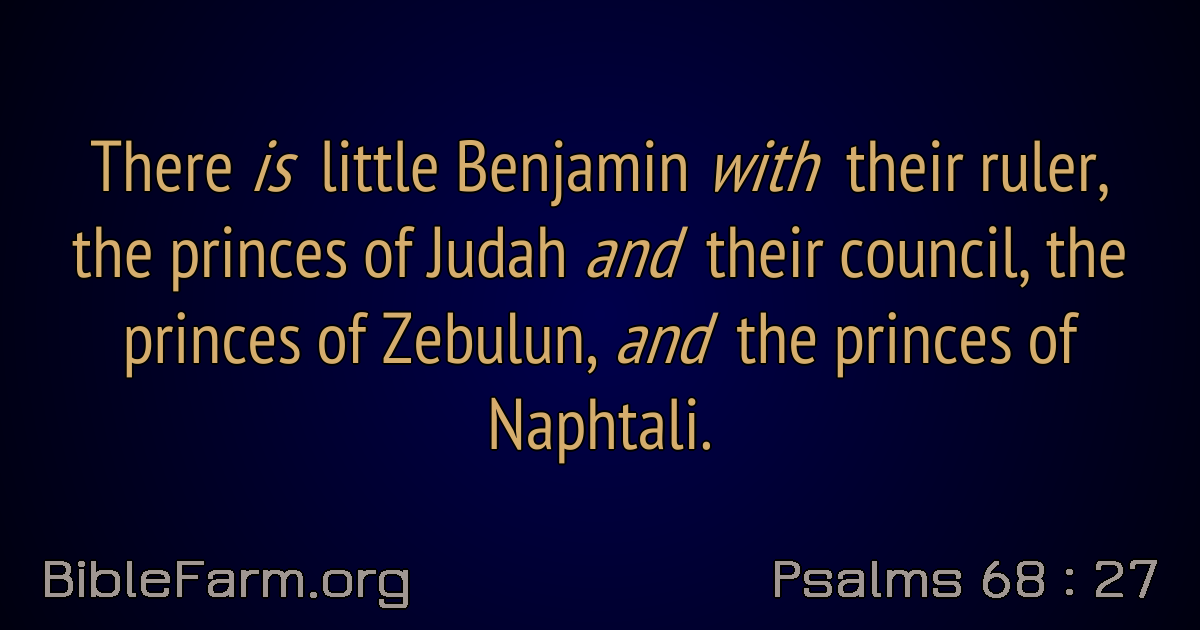 There is little Benjamin with their ruler,
the princes of Judah and their council, the
princes of Zebulun, and the princes of
Naphtali.
BibleFarm.org
Psalms 68 : 27